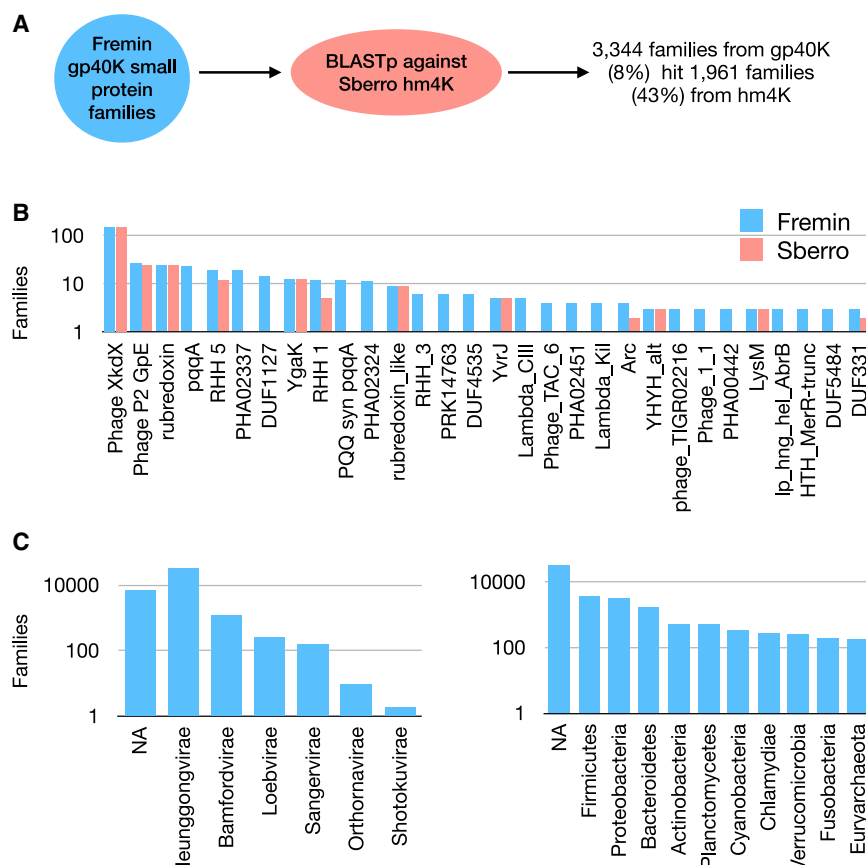 A
Fremin
gp40K small
protein
families
BLASTp against
Sberro hm4K
3,344 families from gp40K
(8%) hit 1,961 families
(43%) from hm4K
B
Fremin
Sberro
Families
100
10
1
Phage XkdX
Phage P2 GpE
rubredoxin
pqqA
RHH 5
PHA02337
DUF1127
YgaK
RHH 1
PQQ syn pqqA
PHA02324
rubredoxin_like
RHH_3
PRK14763
DUF4535
YvrJ
Lambda_CIII
Phage_TAC_6
PHA02451
Lambda_Kil
Arc
YHYH_alt
phage_TIGR02216
Phage_1_1
PHA00442
LysM
lp_hng_hel_AbrB
HTH_MerR-trunc
DUF5484
DUF331
C
Families
10000
100
1
NA
Heunggongvirae
Bamfordvirae
Loebvirae
Sangervirae
Orthornavirae
Shotokuvirae
10000
100
1
NA
Firmicutes
Proteobacteria
Bacteroidetes
Actinobacteria
Planctomycetes
Cyanobacteria
Chlamydiae
Verrucomicrobia
Fusobacteria
Euryarchaeota